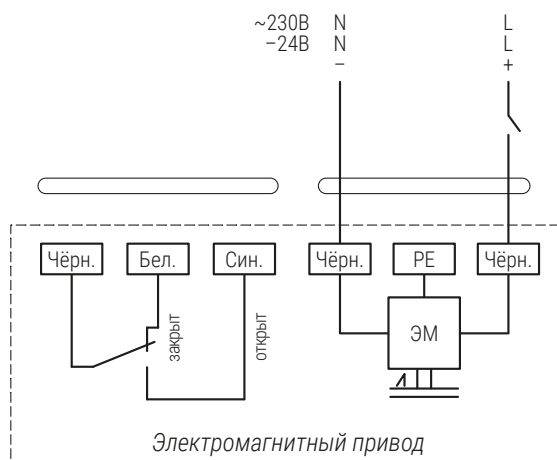 ~230В N L
–24В N L
– +
Чёрн. Бел. Син. Чёрн. PE Чёрн.
закрыт
открыт
ЭМ
Электромагнитный привод